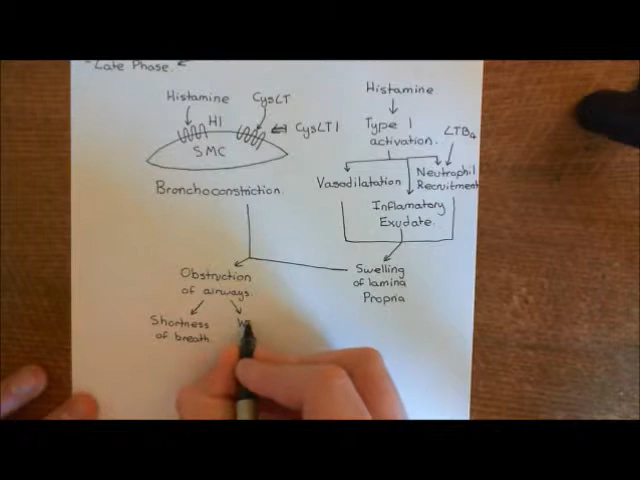 - Late Phase.
Histamine
CysLT
H1
CysLT1
SMC
Bronchoconstriction.
Histamine
Type 1
activation.
LTB4
Vasodilatation
Neutrophil
Recruitment
Inflamatory
Exudate.
Swelling
of lamina
Propria
Obstruction
of airways.
Shortness
of breath.